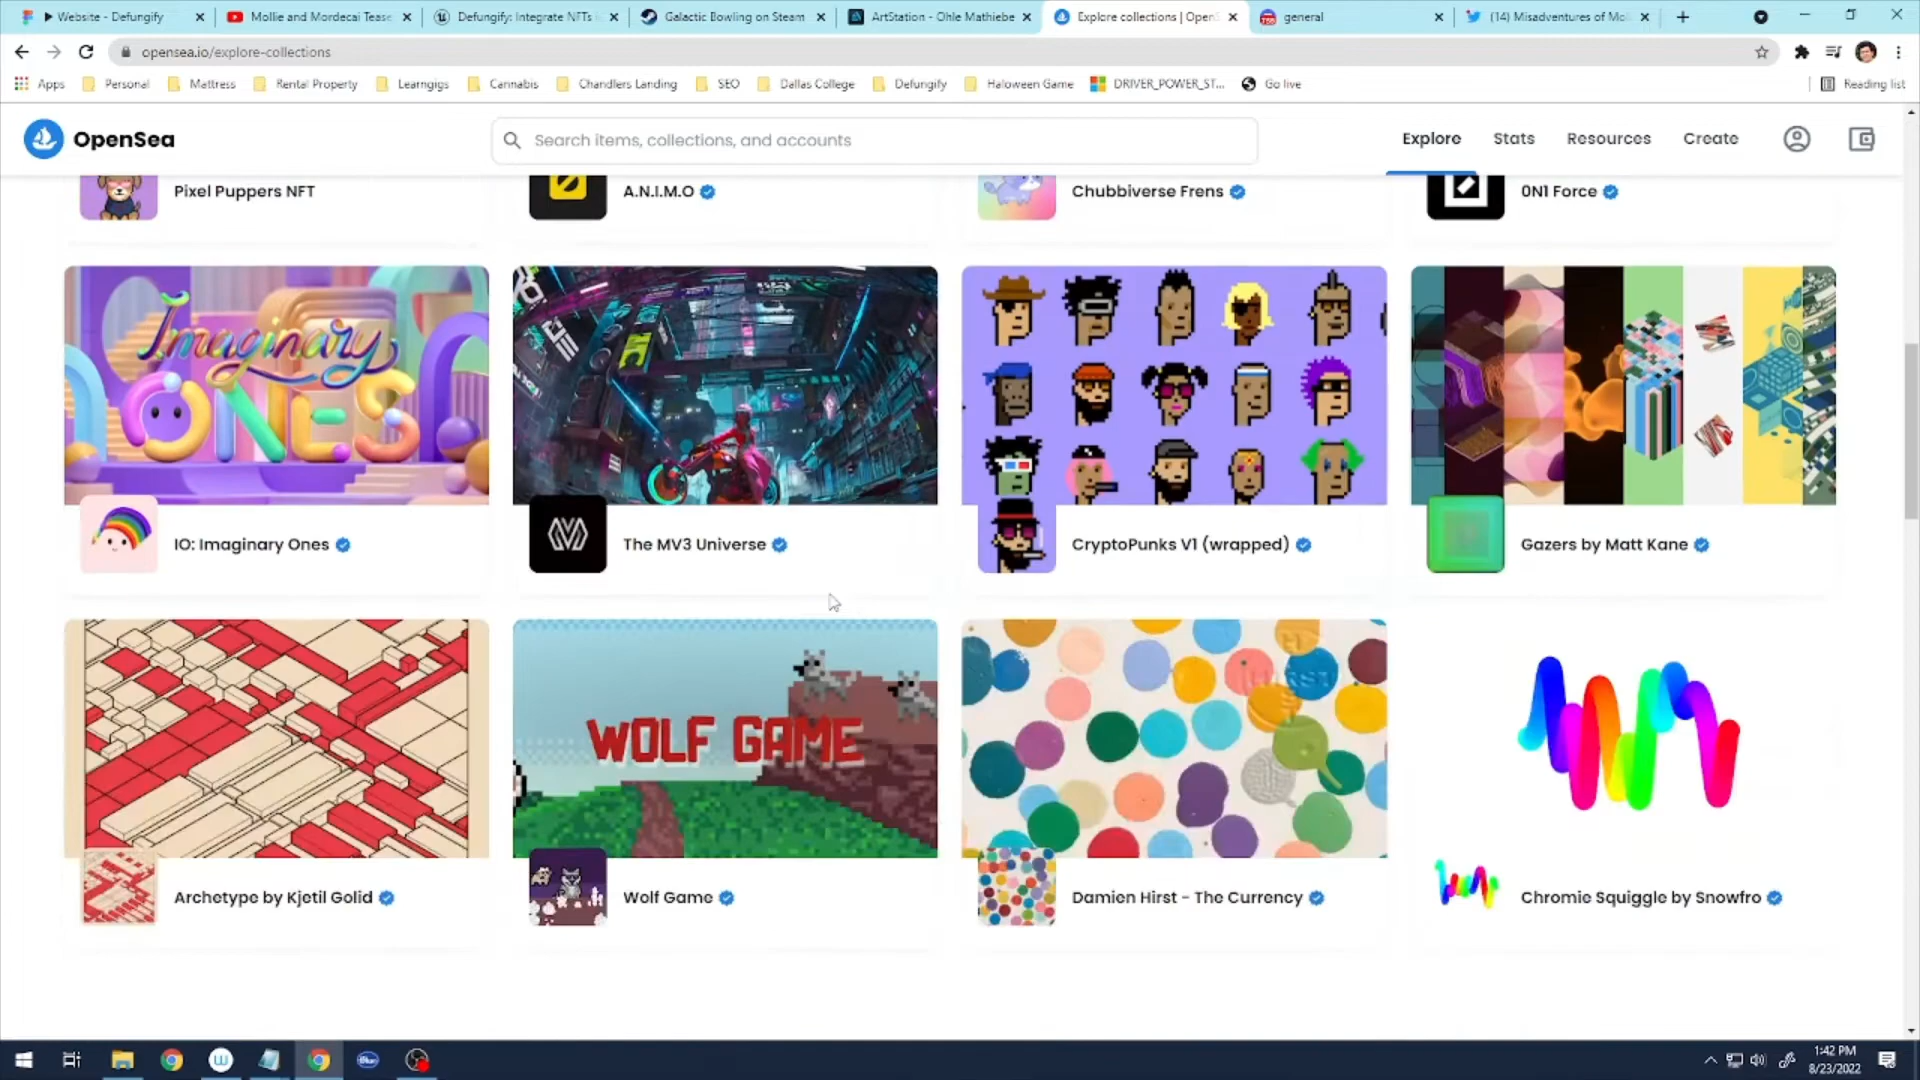 Website - Defungify
Mollie and Mordecai Tease
Defungify: Integrate NFTs
Galactic Bowling on Steam
ArtStation - Ohle Mathiebe
Explore collections | OpenS
general
(14) Misadventures of Mol
opensea.io/explore-collections
Apps
Personal
Mattress
Rental Property
Learngigs
Cannabis
Chandlers Landing
SEO
Dallas College
Defungify
Haloween Game
DRIVER_POWER_ST...
Go live
Reading list
OpenSea
Search items, collections, and accounts
Explore
Stats
Resources
Create
Pixel Puppers NFT
A.N.I.M.O
Chubbiverse Frens
0N1 Force
Imaginary
ONES
IO: Imaginary Ones
The MV3 Universe
CryptoPunks V1 (wrapped)
Gazers by Matt Kane
WOLF GAME
Archetype by Kjetil Golid
Wolf Game
Damien Hirst - The Currency
Chromie Squiggle by Snowfro
1:42 PM
8/23/2022